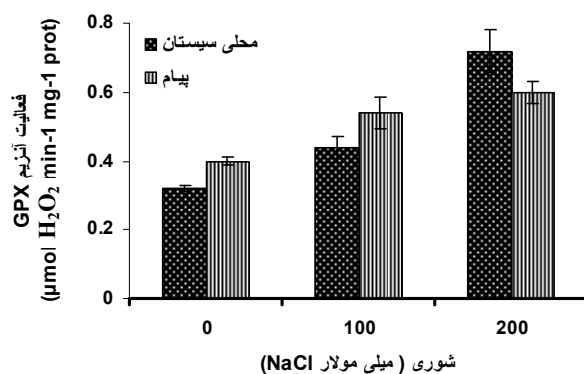 محلی سیستان
پیام
فعالیت آنزیم GPX
(µmol H₂O₂ min-1 mg-1 prot)
0.8
0.6
0.4
0.2
0
0
100
200
شوری ( میلی مولار NaCl)